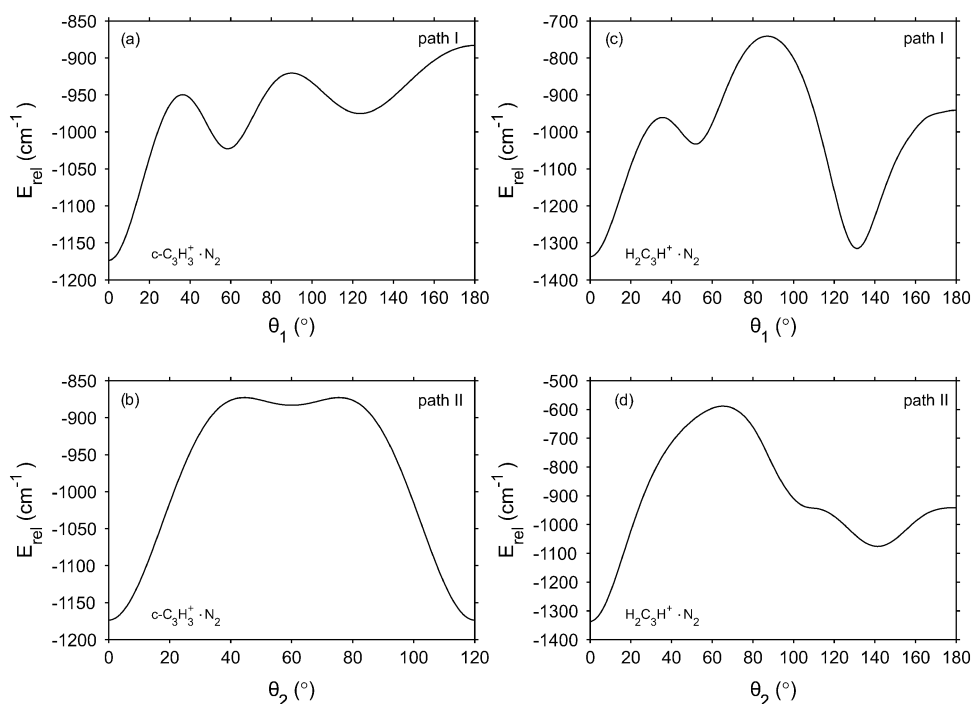 (a) path I
-850
-900
-950
-1000
-1050
-1100
-1150
-1200
E_rel (cm⁻¹)
c-C₃H₃⁺ · N₂
0 20 40 60 80 100 120 140 160 180
θ₁ (°)
(c) path I
-700
-800
-900
-1000
-1100
-1200
-1300
-1400
E_rel (cm⁻¹)
H₂C₃H⁺ · N₂
0 20 40 60 80 100 120 140 160 180
θ₁ (°)
(b) path II
-850
-900
-950
-1000
-1050
-1100
-1150
-1200
E_rel (cm⁻¹)
c-C₃H₃⁺ · N₂
0 20 40 60 80 100 120
θ₂ (°)
(d) path II
-500
-600
-700
-800
-900
-1000
-1100
-1200
-1300
-1400
E_rel (cm⁻¹)
H₂C₃H⁺ · N₂
0 20 40 60 80 100 120 140 160 180
θ₂ (°)